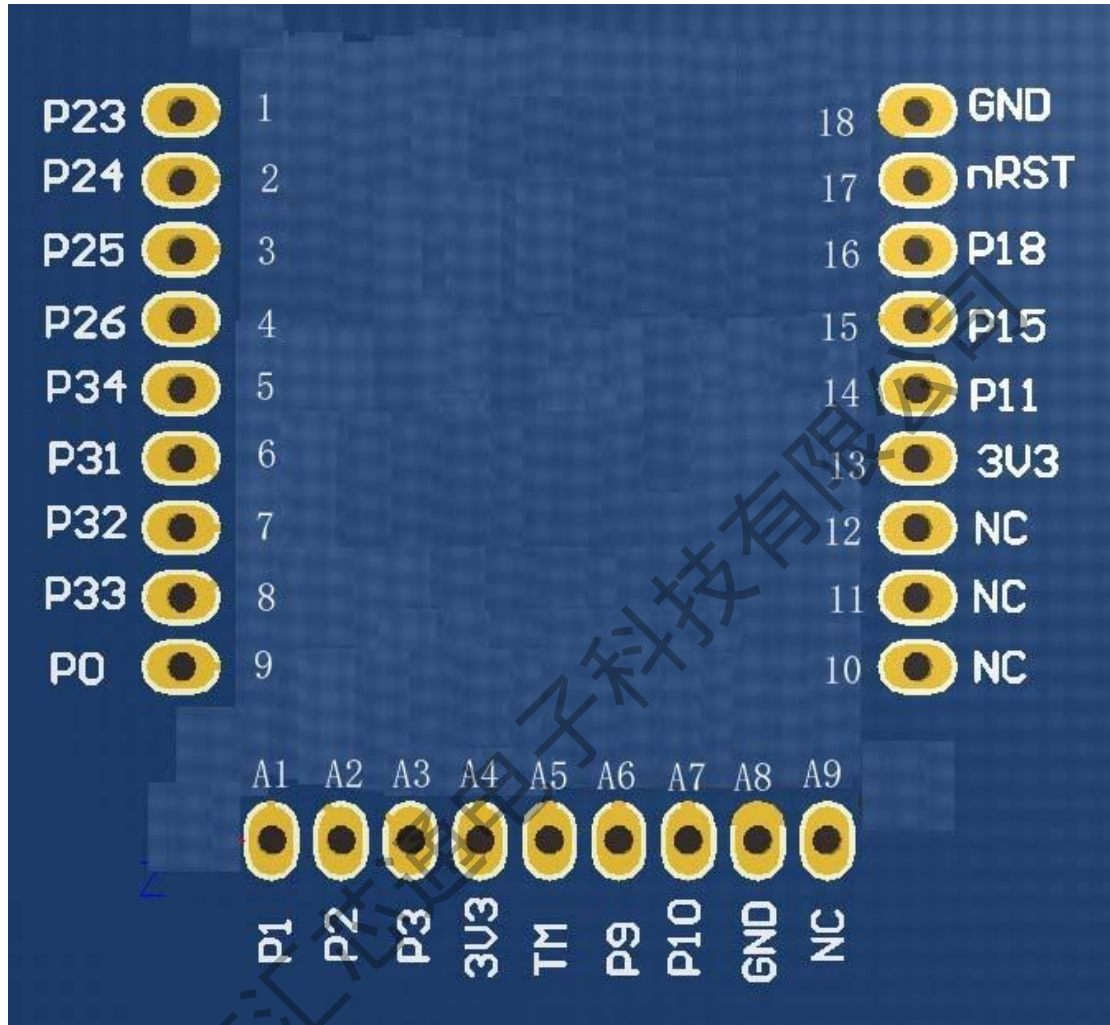 P23 1 18 GND
P24 2 17 nRST
P25 3 16 P18
P26 4 15 P15
P34 5 14 P11
P31 6 13 3V3
P32 7 12 NC
P33 8 11 NC
P0 9 10 NC
A1 A2 A3 A4 A5 A6 A7 A8 A9
P1 P2 P3 3V3 TM P9 P10 GND NC
汇芯通电子科技有限公司